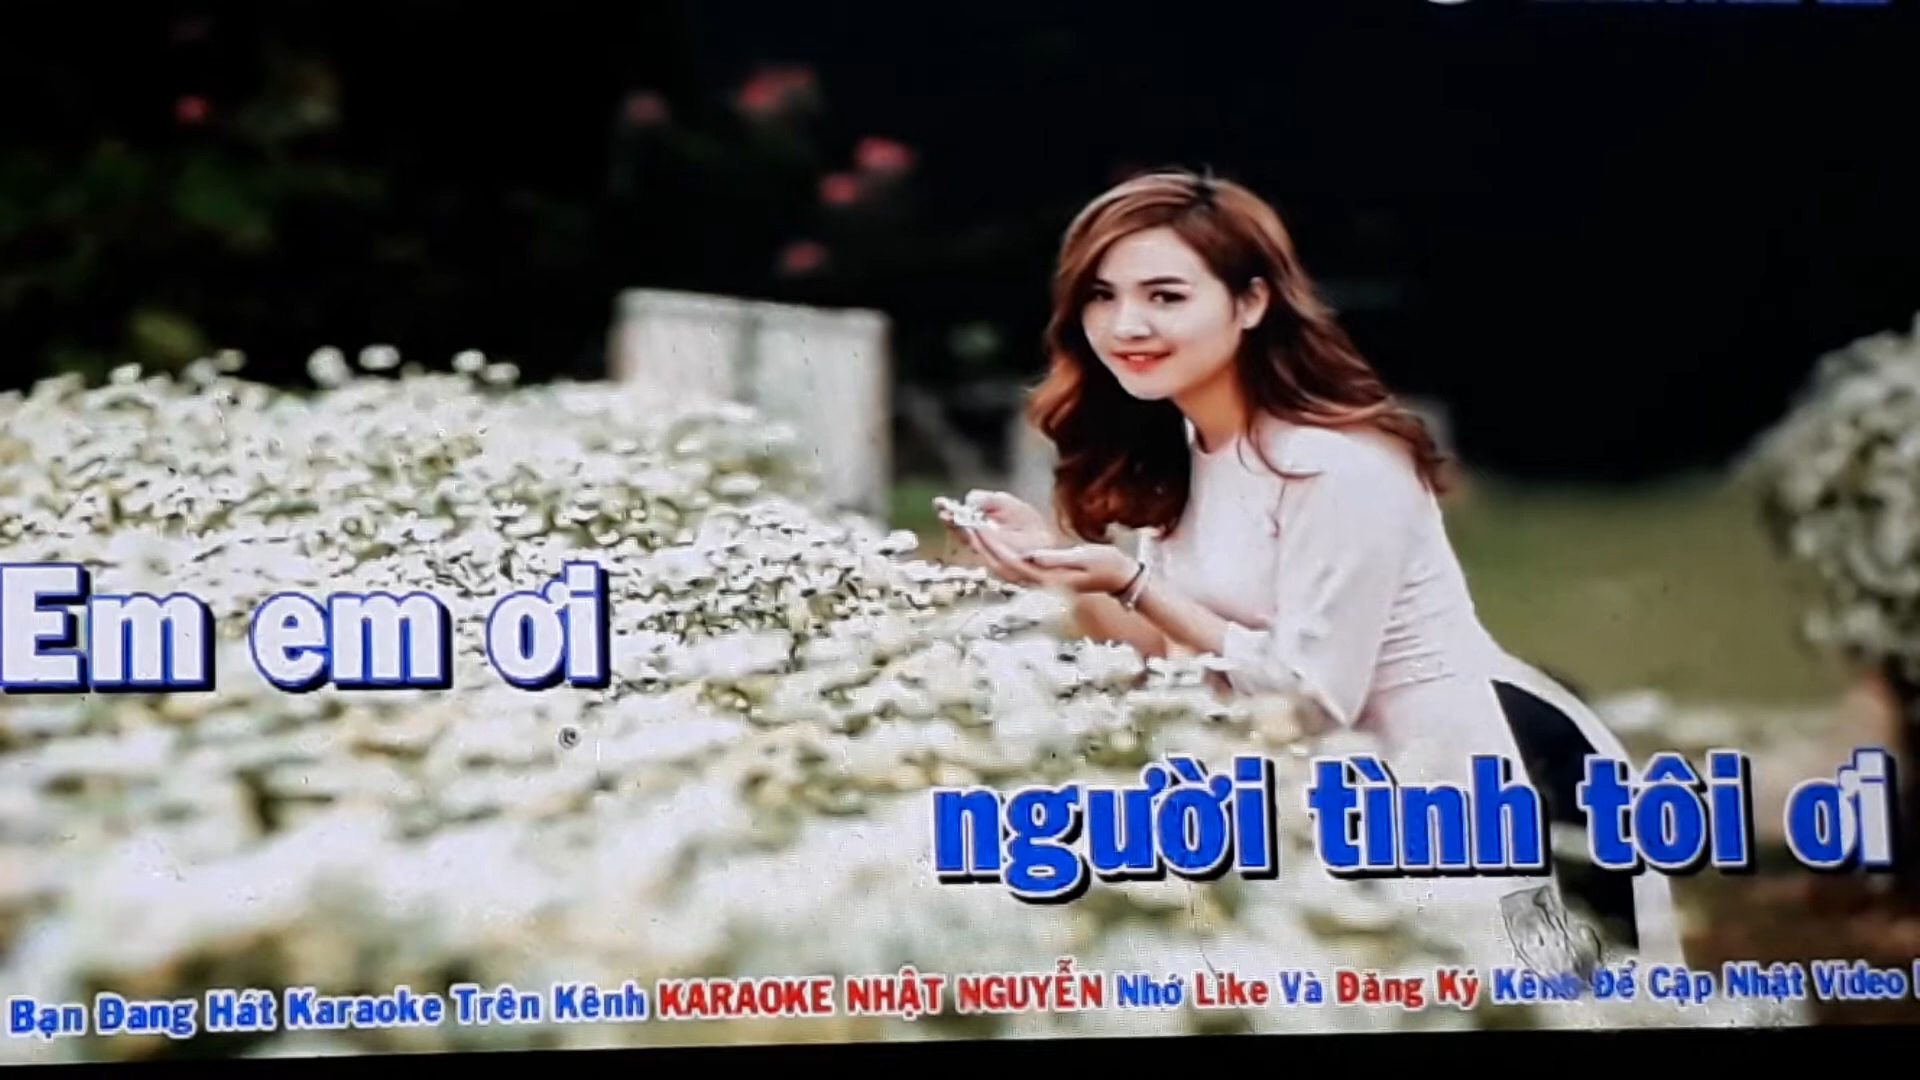 Em em ơi
người tình tôi ơi
Bạn Đang Hát Karaoke Trên Kênh KARAOKE NHẬT NGUYỄN Nhớ Like Và Đăng Ký Kênh Để Cập Nhật Video